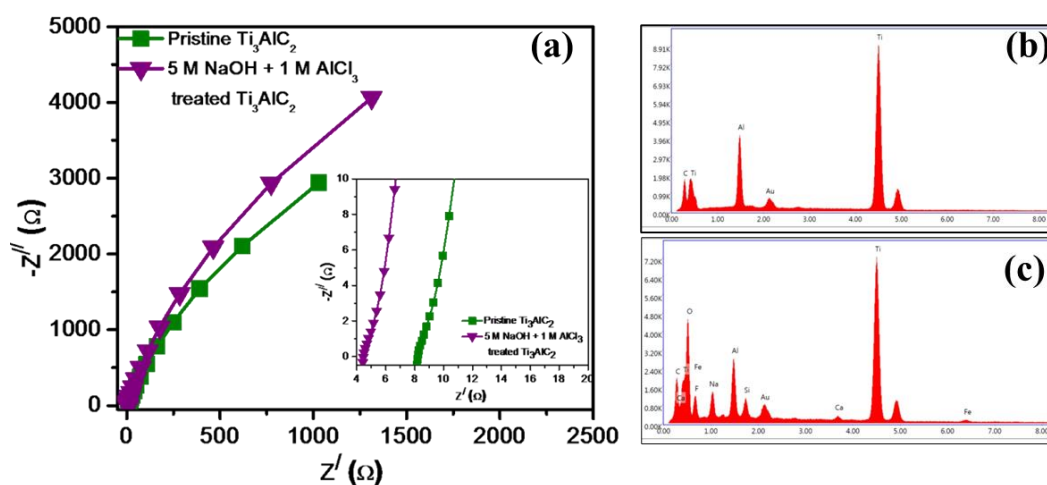 (a)
Pristine Ti3AlC2
5 M NaOH + 1 M AlCl3
treated Ti3AlC2
5000
4000
3000
2000
1000
0
-Z// (Ω)
0 500 1000 1500 2000 2500
Z/ (Ω)
10
8
6
4
2
0
-Z// (Ω)
Pristine Ti3AlC2
5 M NaOH + 1 M AlCl3
treated Ti3AlC2
4 6 8 10 12 14 16 18 20
Z/ (Ω)
(b)
8.91K
7.92K
6.93K
5.94K
4.95K
3.96K
2.97K
1.98K
0.99K
0.00K
C Ti Al Au Ti
0.00 1.00 2.00 3.00 4.00 5.00 6.00 7.00 8.00
(c)
7.20K
6.40K
5.60K
4.80K
4.00K
3.20K
2.40K
1.60K
0.80K
0.00K
C Ca Ti O Fe F Na Al Si Au Ca Ti Fe
0.00 1.00 2.00 3.00 4.00 5.00 6.00 7.00 8.0